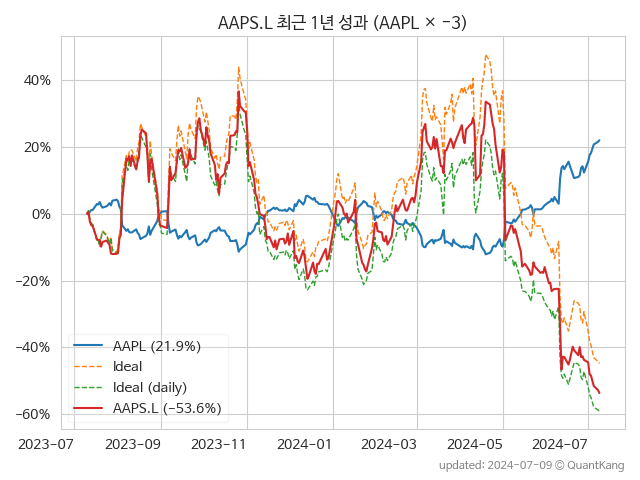 AAPS.L 최근 1년 성과 (AAPL × -3)
40%
20%
0%
−20%
−40%
−60%
AAPL (21.9%)
Ideal
Ideal (daily)
AAPS.L (−53.6%)
2023-07
2023-09
2023-11
2024-01
2024-03
2024-05
2024-07
updated: 2024-07-09 ⓒ QuantKang